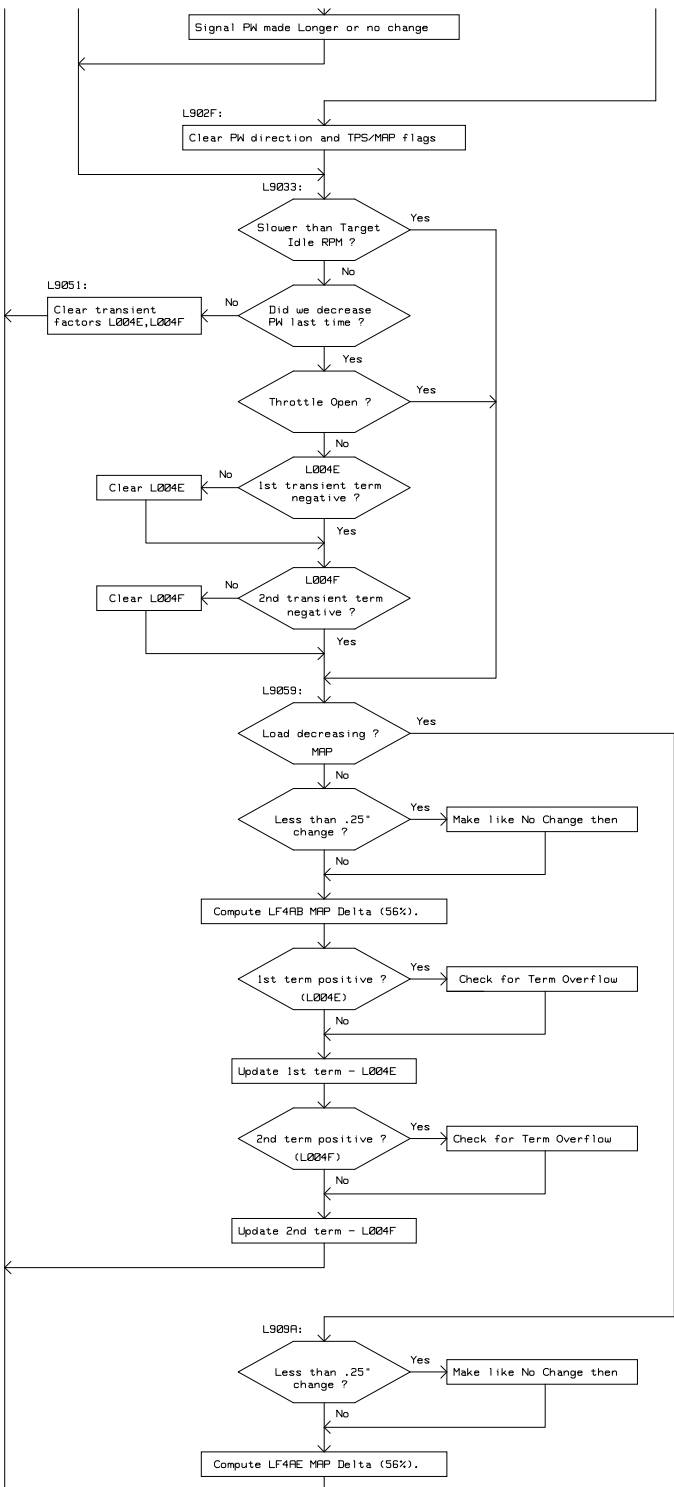 Signal PW made Longer or no change
L902F:
Clear PW direction and TPS/MAP flags
L9033:
Slower than Target
Idle RPM ?
Yes
No
L9051:
Clear transient
factors L004E,L004F
No
Did we decrease
PW last time ?
Yes
Throttle Open ?
Yes
No
L004E
1st transient term
negative ?
No
Clear L004E
Yes
L004F
2nd transient term
negative ?
No
Clear L004F
Yes
L9059:
Load decreasing ?
MAP
Yes
No
Less than .25"
change ?
Yes
Make like No Change then
No
Compute LF4AB MAP Delta (56%).
1st term positive ?
(L004E)
Yes
Check for Term Overflow
No
Update 1st term - L004E
2nd term positive ?
(L004F)
Yes
Check for Term Overflow
No
Update 2nd term - L004F
L909A:
Less than .25"
change ?
Yes
Make like No Change then
No
Compute LF4AE MAP Delta (56%).